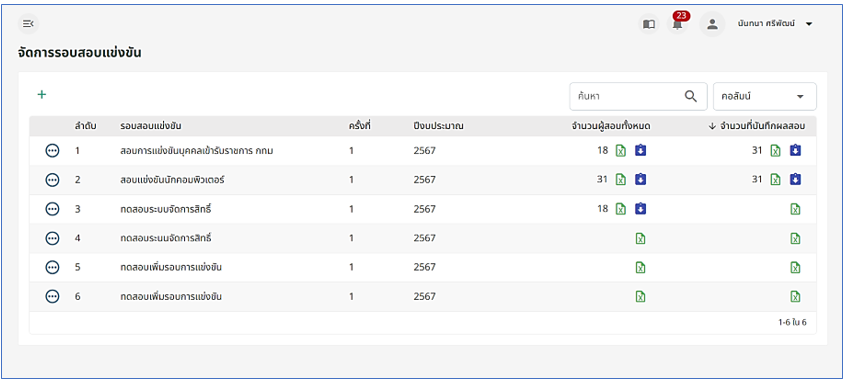 23
นันทนา ศรีพัฒน์
จัดการรอบสอบแข่งขัน
+
ค้นหา
คอลัมน์
ลำดับ รอบสอบแข่งขัน ครั้งที่ ปีงบประมาณ จำนวนผู้สอบทั้งหมด ↓ จำนวนที่บันทึกผลสอบ
1 สอบการแข่งขันบุคคลเข้ารับราชการ กทม 1 2567 18 31
2 สอบแข่งขันนักคอมพิวเตอร์ 1 2567 31 31
3 ทดสอบระบบจัดการสิทธิ์ 1 2567 18
4 ทดสอบระนนจัดการสิทธิ์ 1 2567
5 ทดสอบเพิ่มรอบการแข่งขัน 1 2567
6 ทดสอบเพิ่มรอบการแข่งขัน 1 2567
1-6 ใน 6